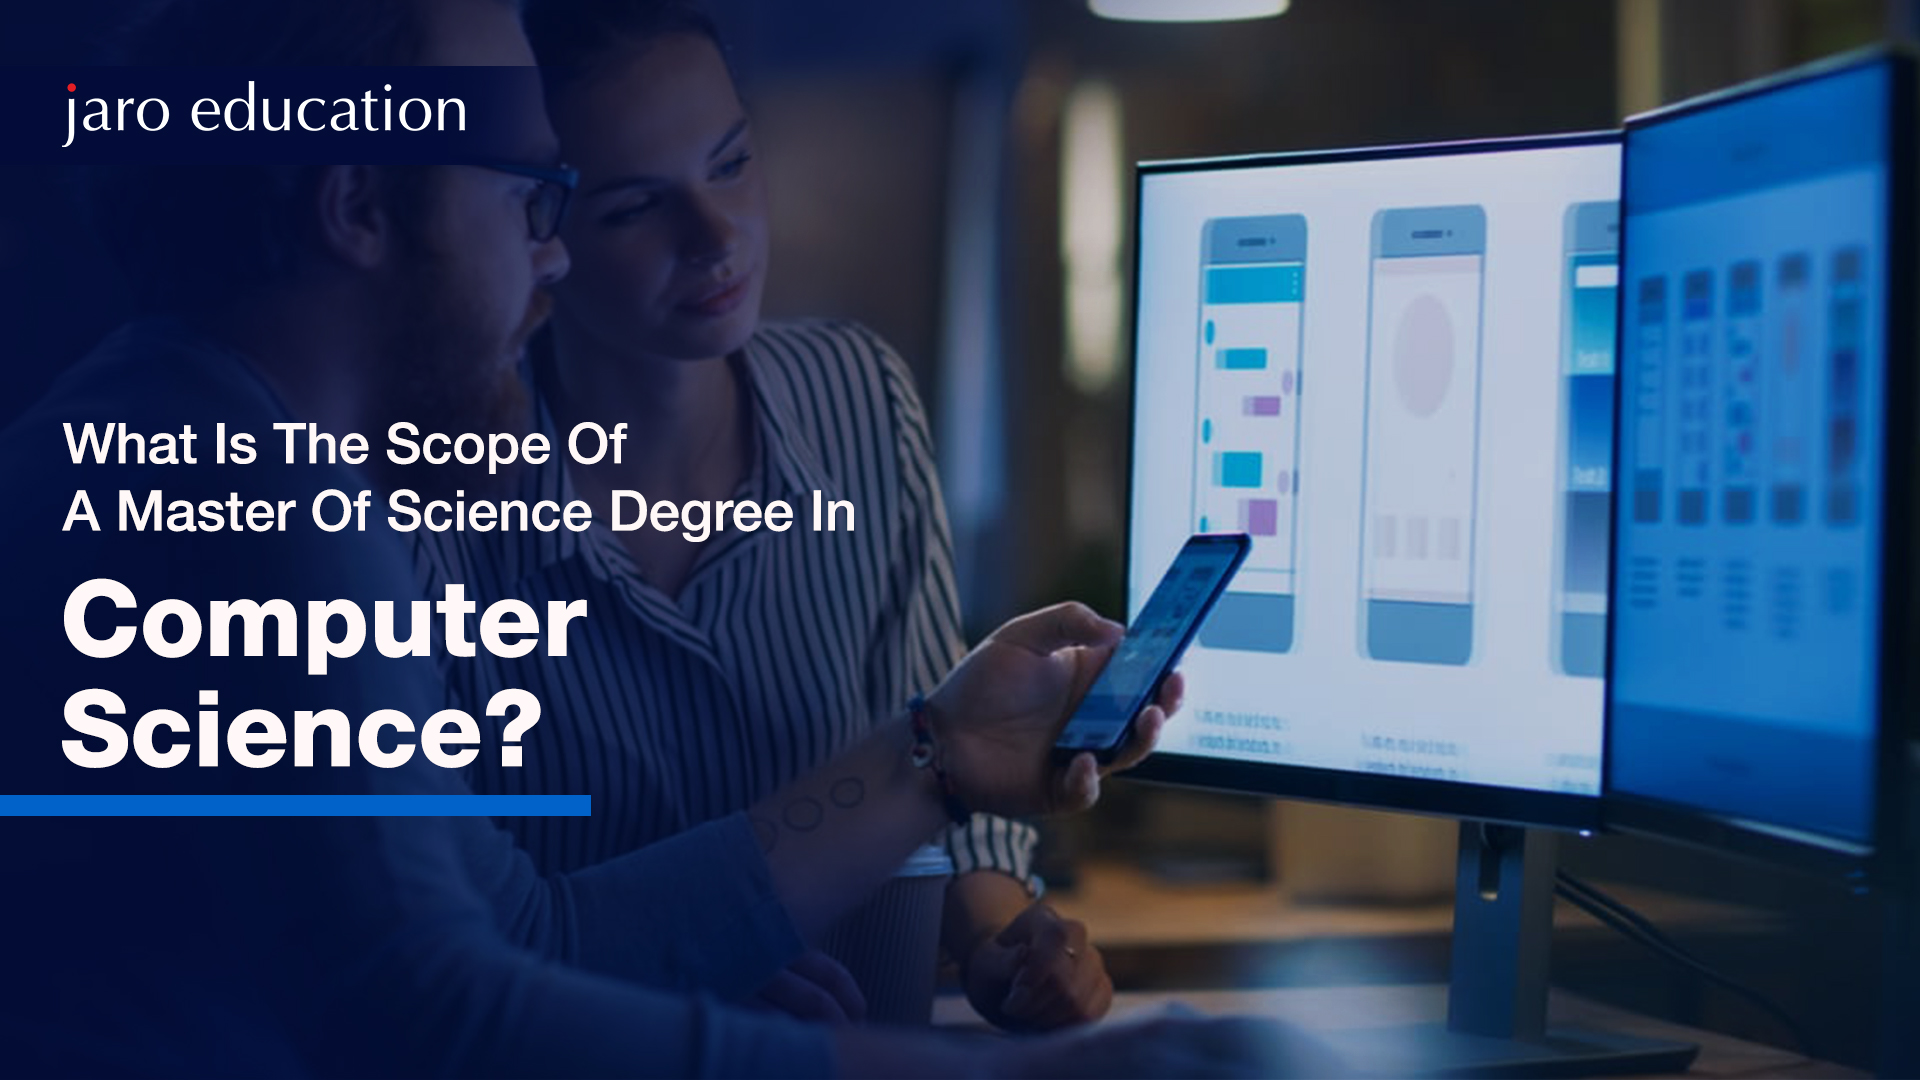 jaro education
What Is The Scope Of
A Master Of Science Degree In
Computer
Science?